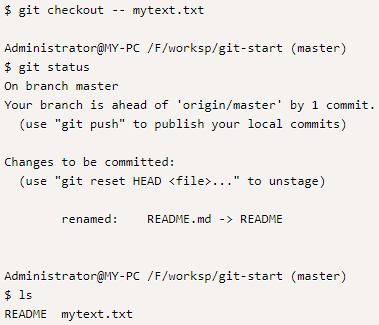 $ git checkout -- mytext.txt
Administrator@MY-PC /F/worksp/git-start (master)
$ git status
On branch master
Your branch is ahead of 'origin/master' by 1 commit.
  (use "git push" to publish your local commits)
Changes to be committed:
  (use "git reset HEAD <file>..." to unstage)
        renamed:    README.md -> README
Administrator@MY-PC /F/worksp/git-start (master)
$ ls
README  mytext.txt